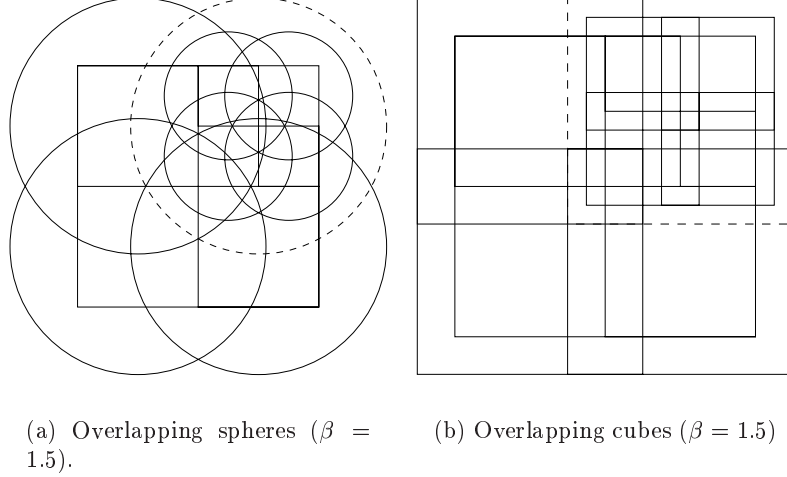 (a) Overlapping spheres (β =
1.5).
(b) Overlapping cubes (β = 1.5)